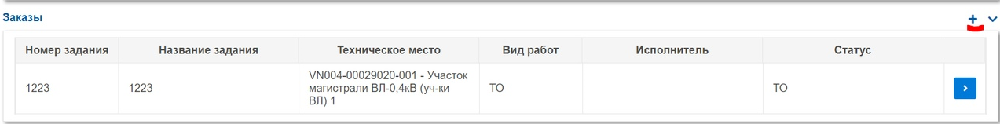 Заказы
Номер задания Название задания Техническое место Вид работ Исполнитель Статус
VN004-00029020-001 - Участок
1223 1223 магистрали ВЛ-0,4кВ (уч-ки ТО ТО
ВЛ) 1